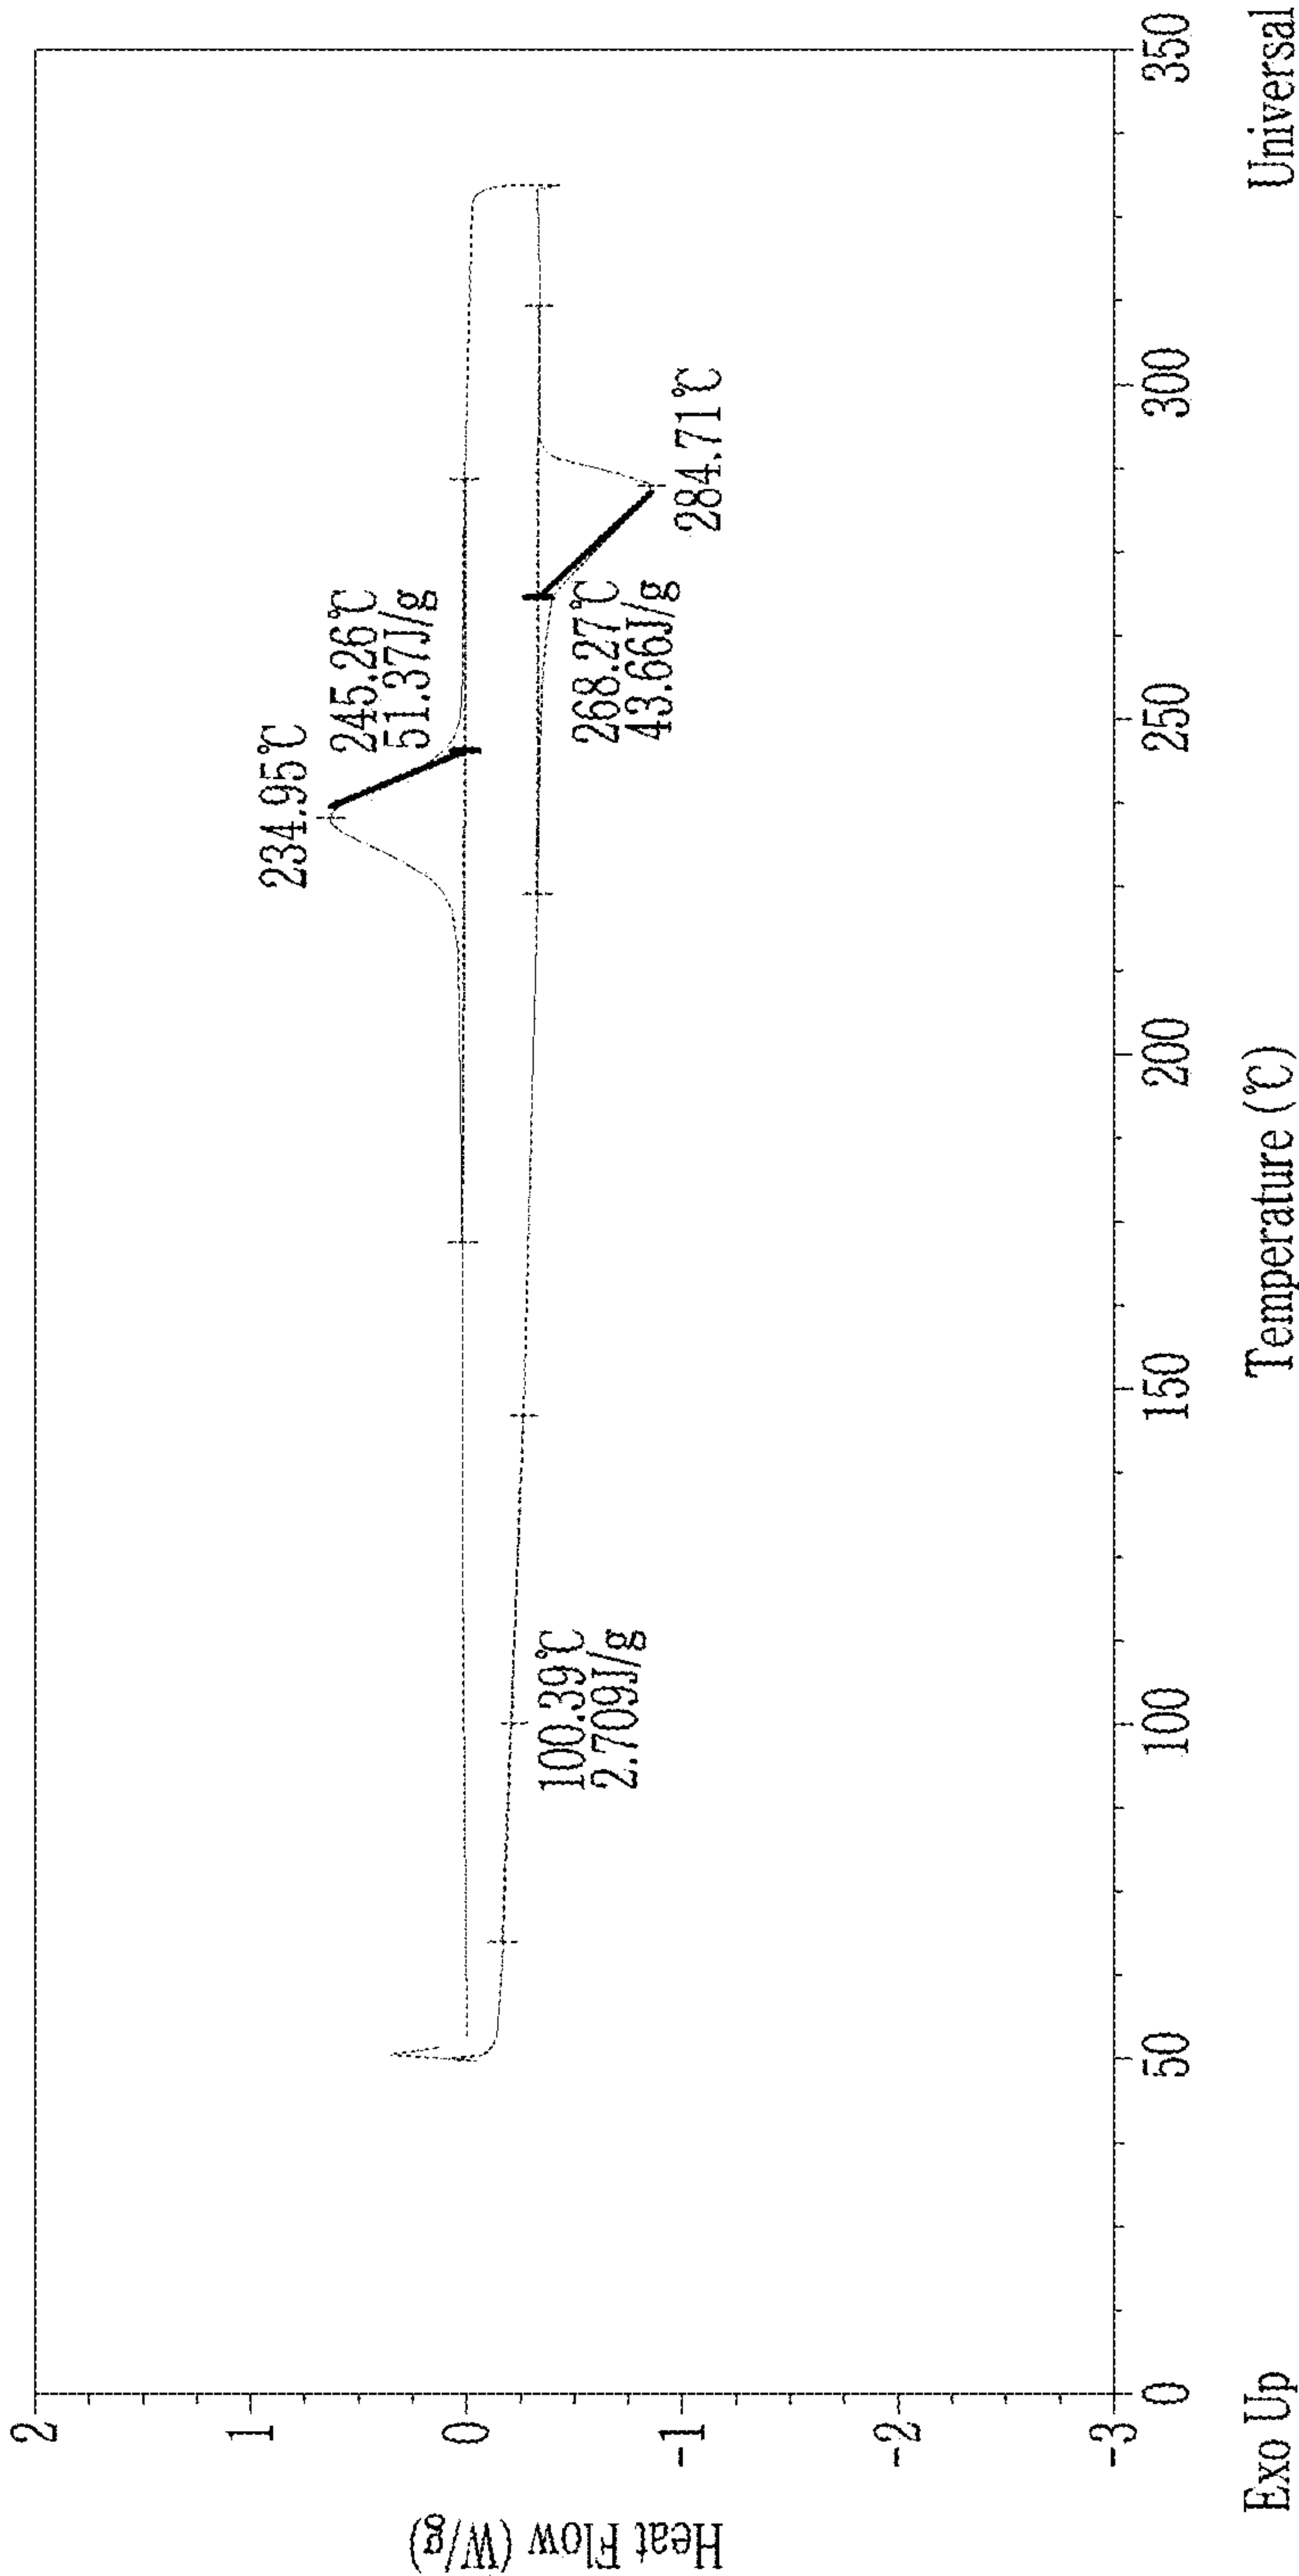 Heat Flow (W/g)
2
1
0
-1
-2
-3
234.95℃
245.26℃
51.37J/g
268.27℃
43.66J/g
284.71℃
100.39℃
2.709J/g
0
50
100
150
200
250
300
350
Exo Up
Temperature (℃)
Universal